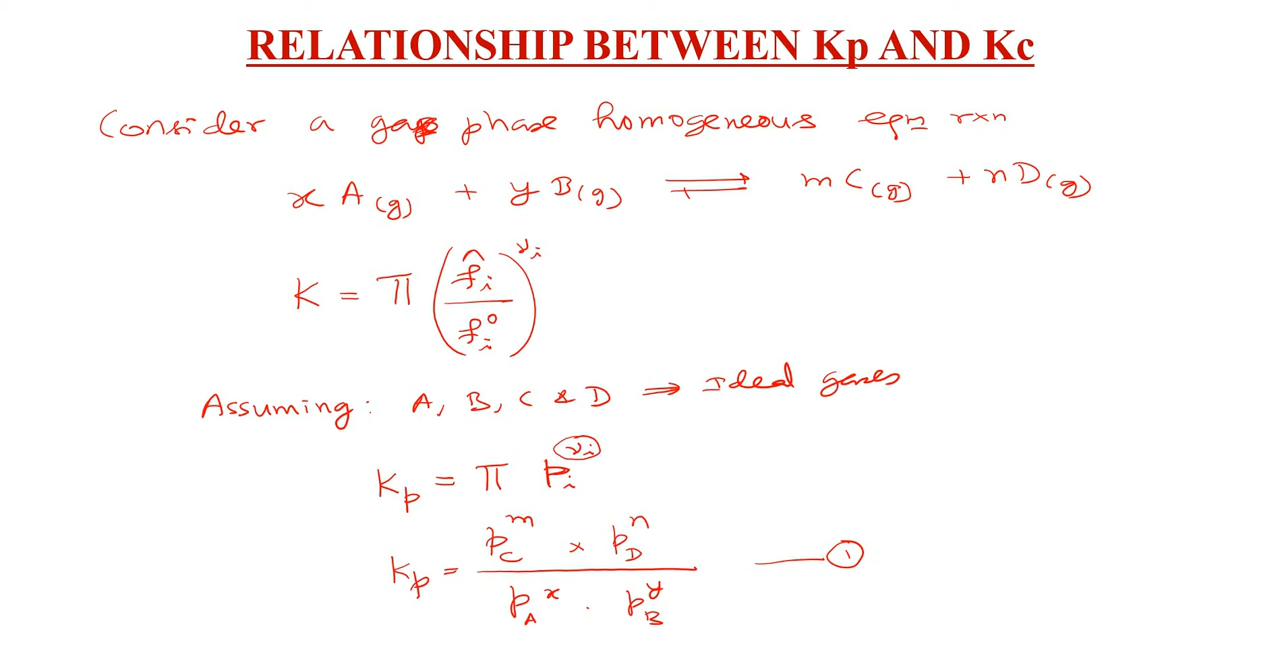 RELATIONSHIP BETWEEN Kp AND Kc
Consider a gas phase homogeneous eqm rxn
x A(g) + y B(g) ⇌ m C(g) + n D(g)
K = π (f̂i / fi°)^νi
Assuming: A, B, C & D ⇒ Ideal gases
Kp = π pi^νi
Kp = pC^m × pD^n / pA^x . pB^y —— ①